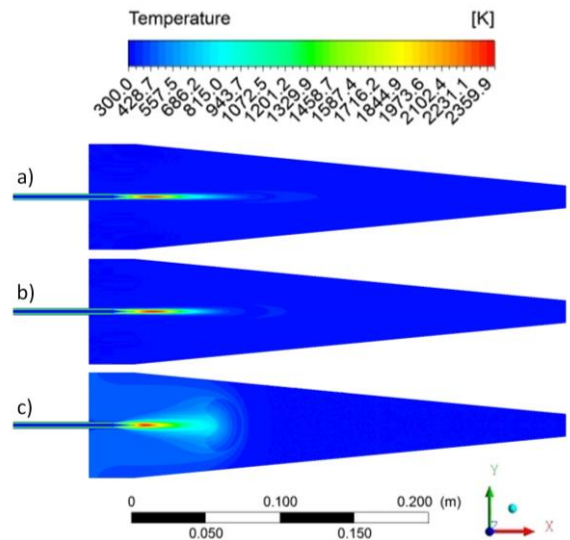 Temperature [K]
300.0 428.7 557.5 686.2 815.0 943.7 1072.5 1201.2 1329.9 1458.7 1587.4 1716.2 1844.9 1973.6 2102.4 2231.1 2359.9
a)
b)
c)
Y
0 0.100 0.200 (m)
Z X
0.050 0.150